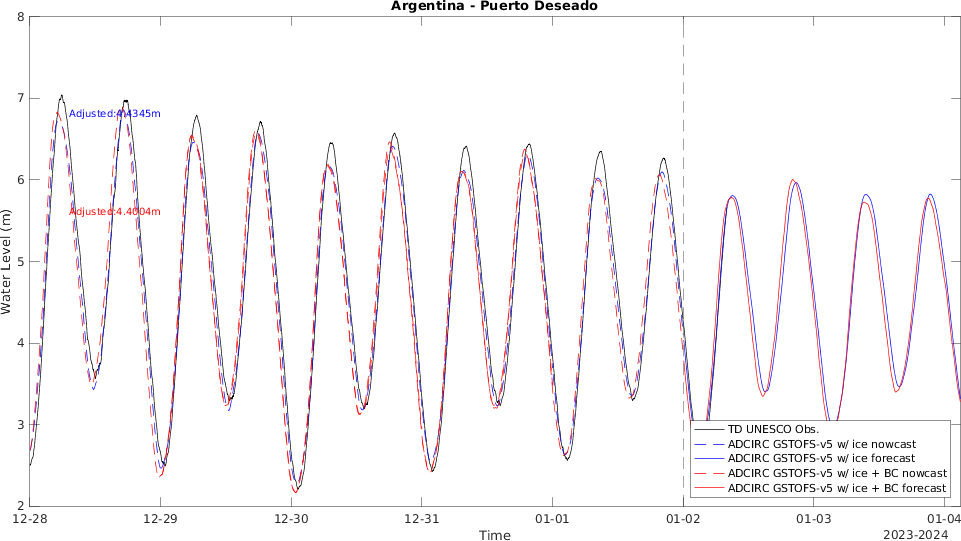 Argentina - Puerto Deseado
8
7
6
5
4
3
2
Water Level (m)
Adjusted:4.4345m
Adjusted:4.4004m
TD UNESCO Obs.
ADCIRC GSTOFS-v5 w/ ice nowcast
ADCIRC GSTOFS-v5 w/ ice forecast
ADCIRC GSTOFS-v5 w/ ice + BC nowcast
ADCIRC GSTOFS-v5 w/ ice + BC forecast
12-28 12-29 12-30 12-31 01-01 01-02 01-03 01-04
Time
2023-2024